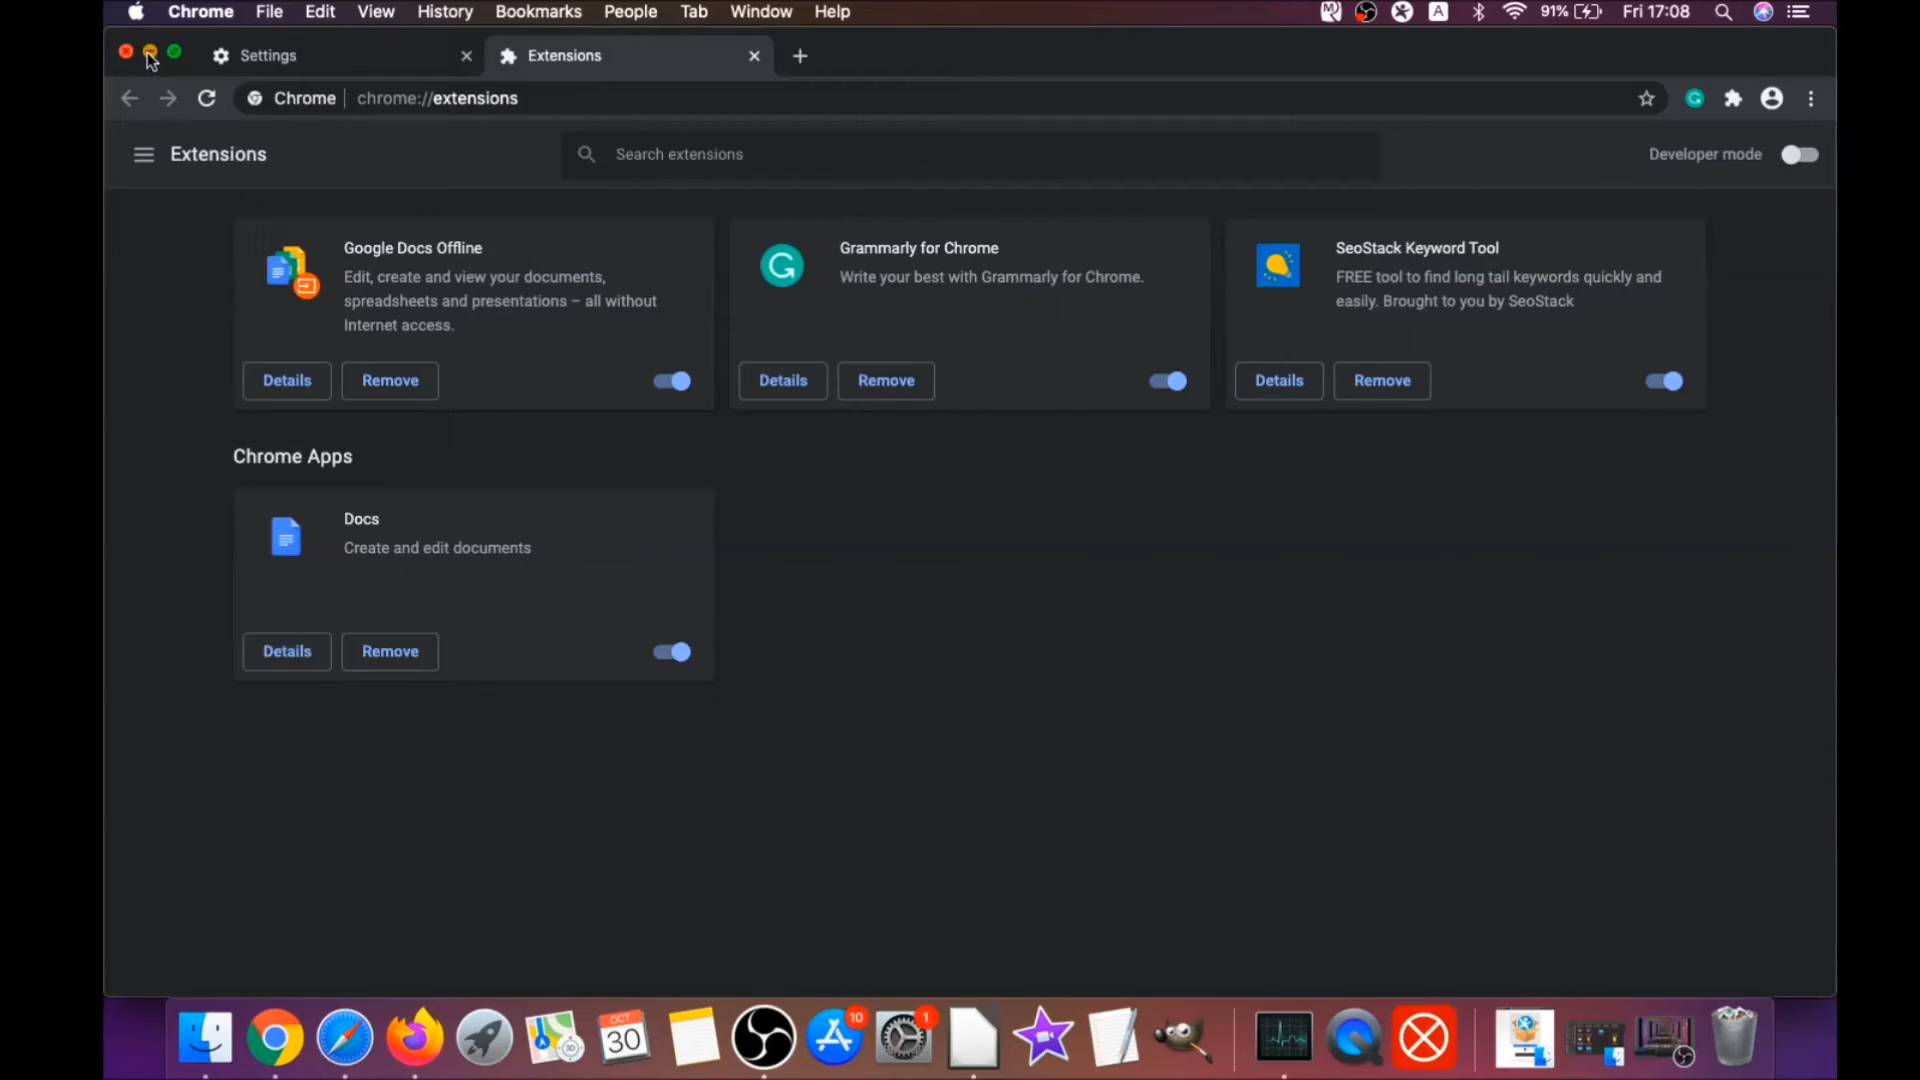 Chrome File Edit View History Bookmarks People Tab Window Help A 91% Fri 17:08
Settings Extensions
Chrome | chrome://extensions
Extensions Search extensions Developer mode
Google Docs Offline
Edit, create and view your documents,
spreadsheets and presentations – all without
Internet access.
Details Remove
Grammarly for Chrome
Write your best with Grammarly for Chrome.
Details Remove
SeoStack Keyword Tool
FREE tool to find long tail keywords quickly and
easily. Brought to you by SeoStack
Details Remove
Chrome Apps
Docs
Create and edit documents
Details Remove
OCT
30
10
1